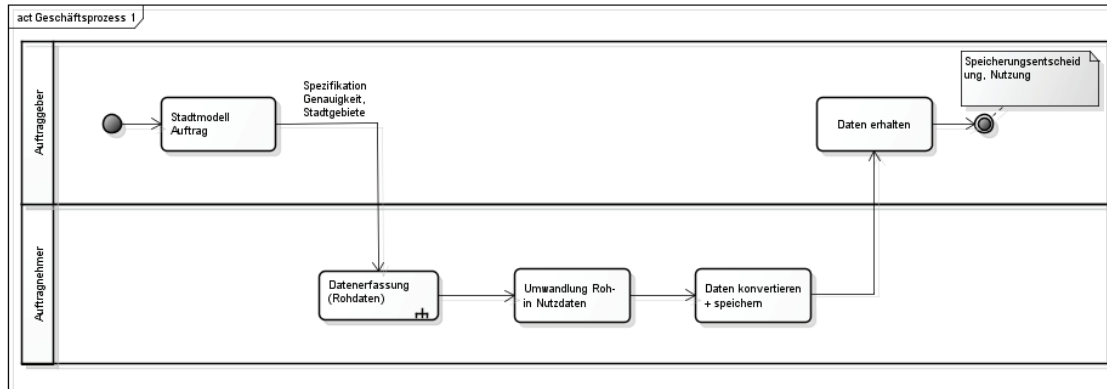 act Geschäftsprozess 1
Auftraggeber
Stadtmodell
Auftrag
Spezifikation
Genauigkeit,
Stadtgebiete
Daten erhalten
Speicherungsentscheid
ung, Nutzung
Auftragnehmer
Datenerfassung
(Rohdaten)
Umwandlung Roh-
in Nutzdaten
Daten konvertieren
+ speichern